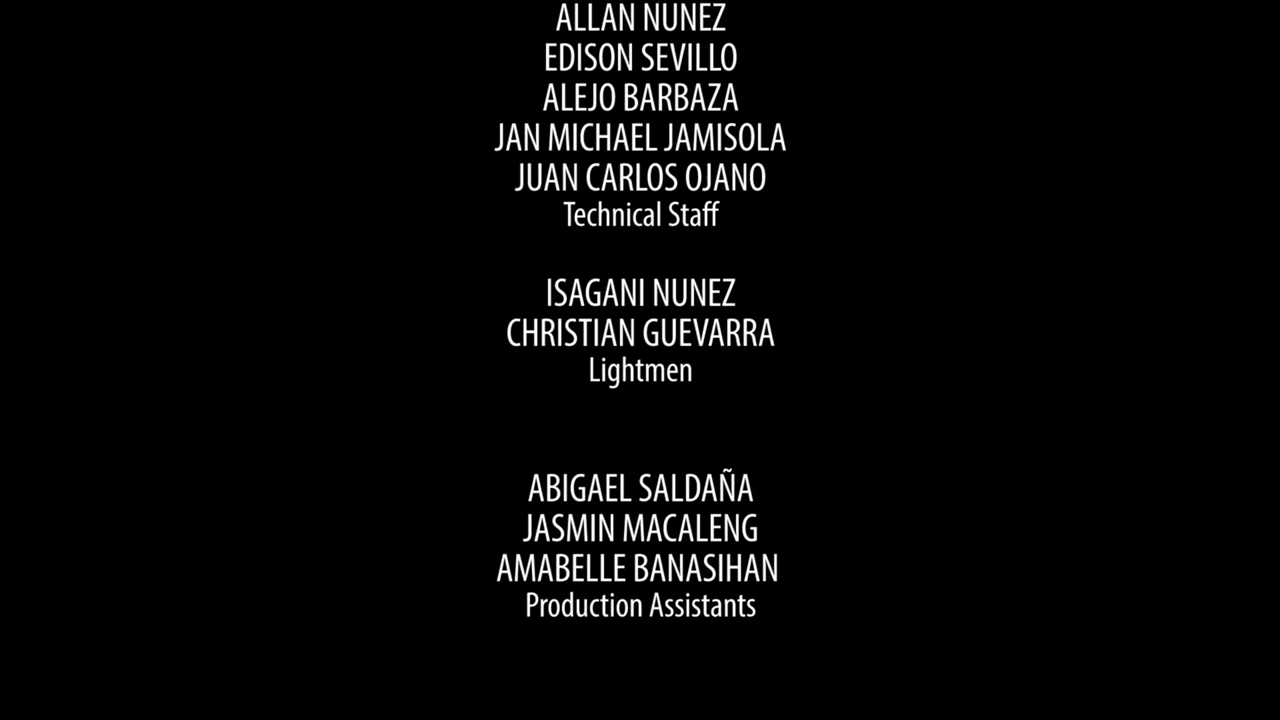 ALLAN NUNEZ
EDISON SEVILLO
ALEJO BARBAZA
JAN MICHAEL JAMISOLA
JUAN CARLOS OJANO
Technical Staff
ISAGANI NUNEZ
CHRISTIAN GUEVARRA
Lightmen
ABIGAEL SALDAÑA
JASMIN MACALENG
AMABELLE BANASIHAN
Production Assistants